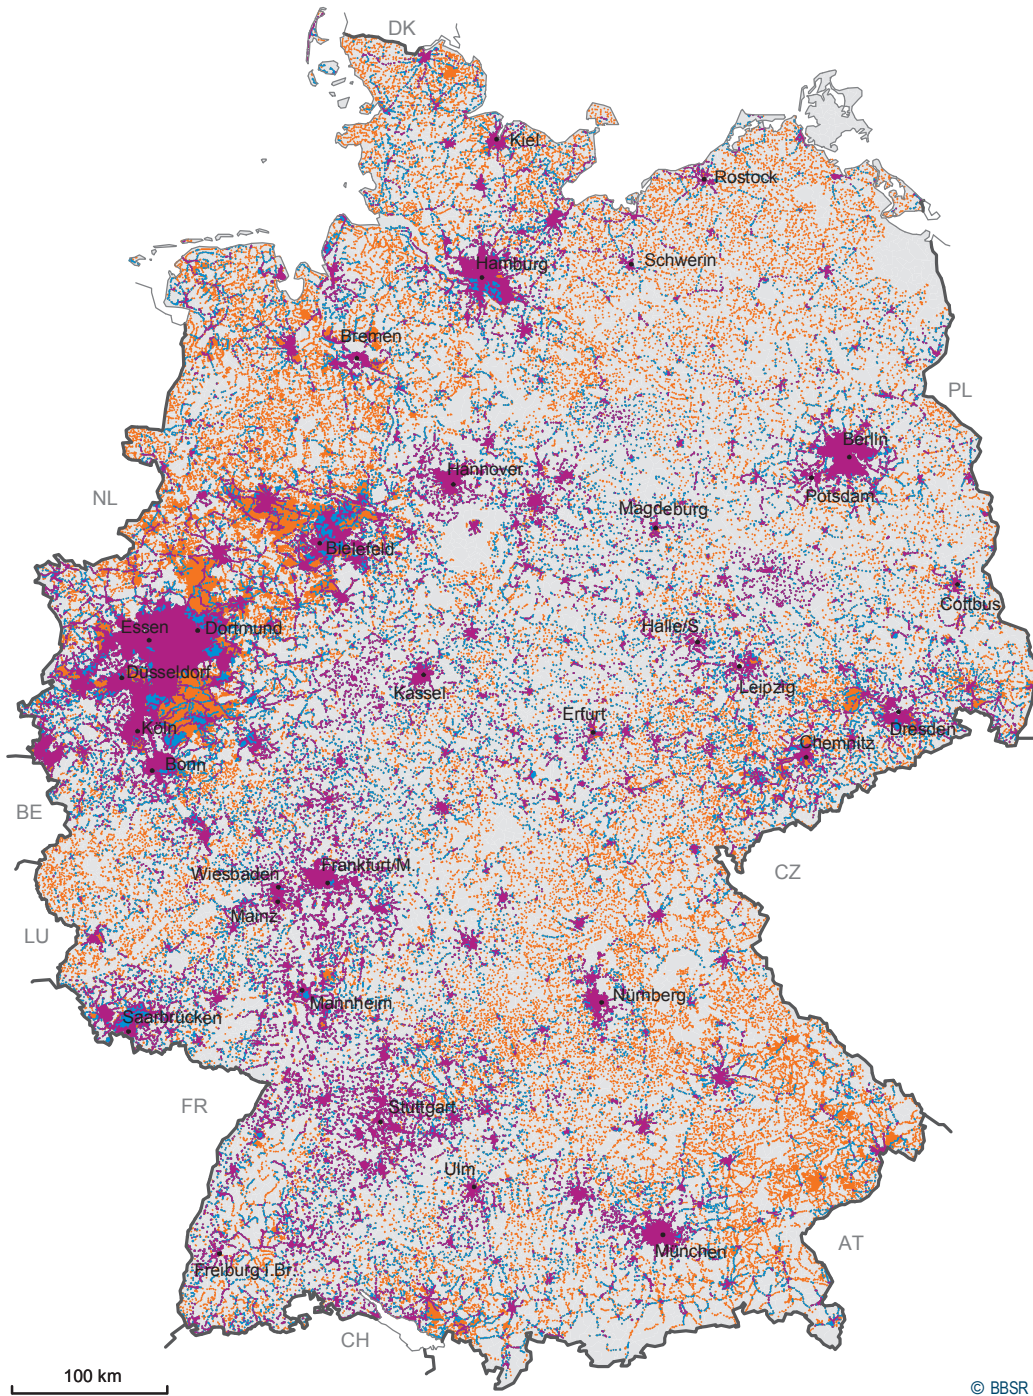 DK
Kiel
Rostock
Hamburg
Schwerin
Bremen
PL
Berlin
Hannover
Potsdam
NL
Magdeburg
Bielefeld
Cottbus
Essen
Dortmund
Halle/S.
Düsseldorf
Leipzig
Kassel
Erfurt
Köln
Dresden
Chemnitz
Bonn
BE
Frankfurt/M.
Wiesbaden
CZ
Mainz
LU
Mannheim
Nürnberg
Saarbrücken
FR
Stuttgart
Ulm
AT
München
Freiburg i.Br.
CH
100 km
© BBSR